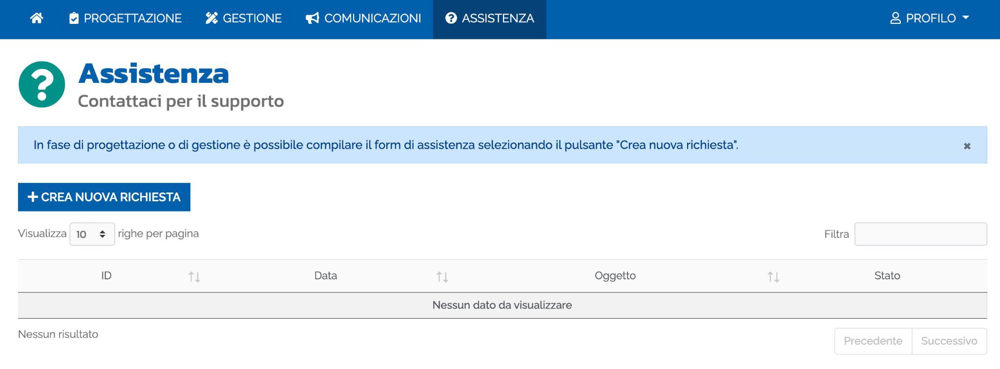 PROGETTAZIONE GESTIONE COMUNICAZIONI ASSISTENZA PROFILO
Assistenza
Contattaci per il supporto
In fase di progettazione o di gestione è possibile compilare il form di assistenza selezionando il pulsante "Crea nuova richiesta".
CREA NUOVA RICHIESTA
Visualizza 10 righe per pagina Filtra
ID Data Oggetto Stato
Nessun dato da visualizzare
Nessun risultato
Precedente Successivo